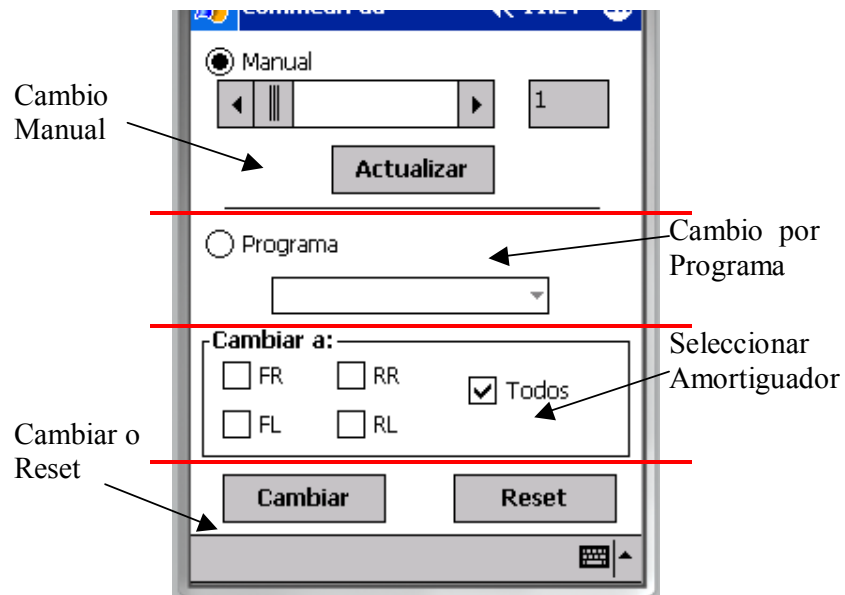 Manual
1
Cambio
Manual
Actualizar
Programa
Cambio por
Programa
Cambiar a:
FR RR
Todos
FL RL
Seleccionar
Amortiguador
Cambiar o
Reset
Cambiar Reset